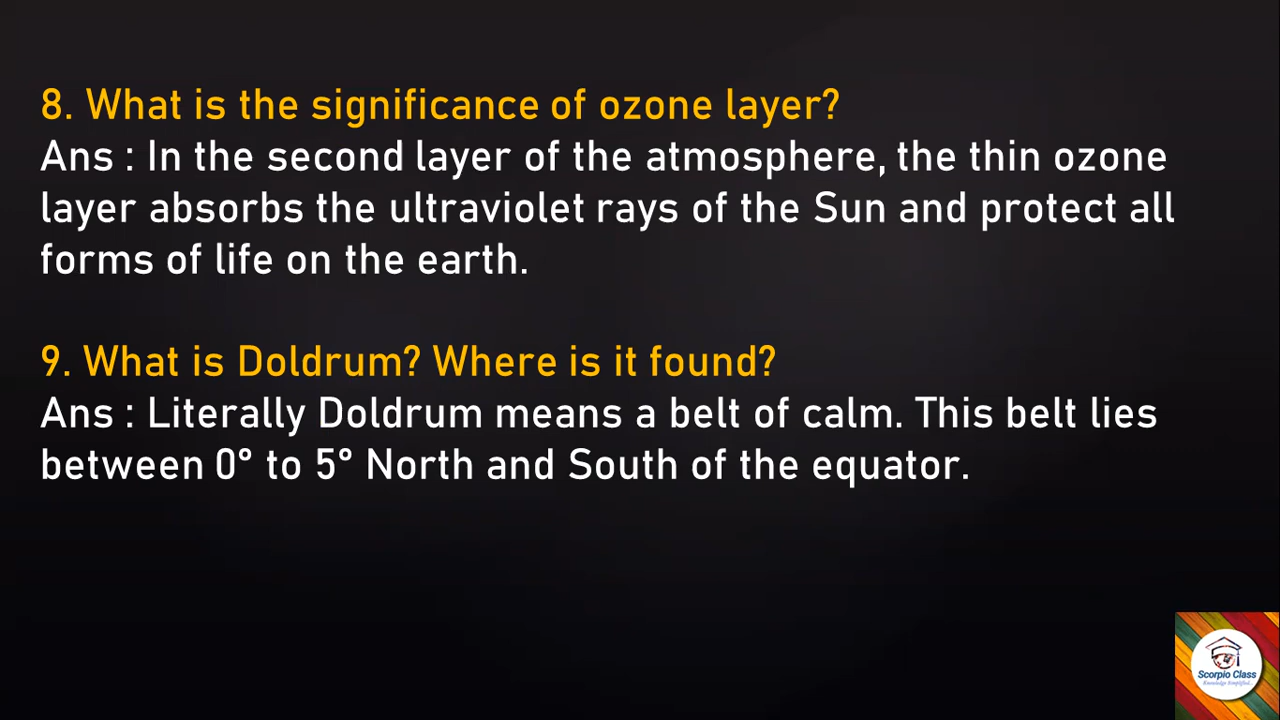 8. What is the significance of ozone layer?
Ans : In the second layer of the atmosphere, the thin ozone
layer absorbs the ultraviolet rays of the Sun and protect all
forms of life on the earth.
9. What is Doldrum? Where is it found?
Ans : Literally Doldrum means a belt of calm. This belt lies
between 0° to 5° North and South of the equator.
Scorpio Class
Knowledge Simplified...